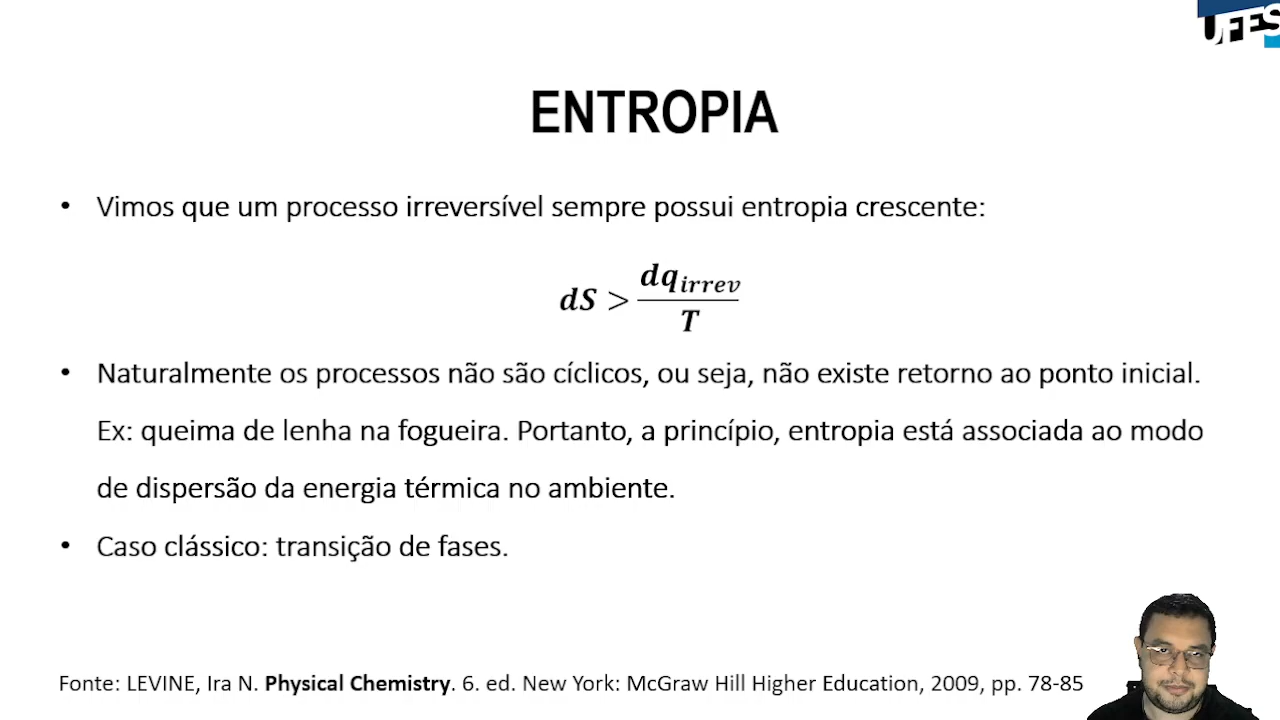 UFES
ENTROPIA
• Vimos que um processo irreversível sempre possui entropia crescente:
dS > dq_irrev / T
• Naturalmente os processos não são cíclicos, ou seja, não existe retorno ao ponto inicial.
Ex: queima de lenha na fogueira. Portanto, a princípio, entropia está associada ao modo
de dispersão da energia térmica no ambiente.
• Caso clássico: transição de fases.
Fonte: LEVINE, Ira N. Physical Chemistry. 6. ed. New York: McGraw Hill Higher Education, 2009, pp. 78-85